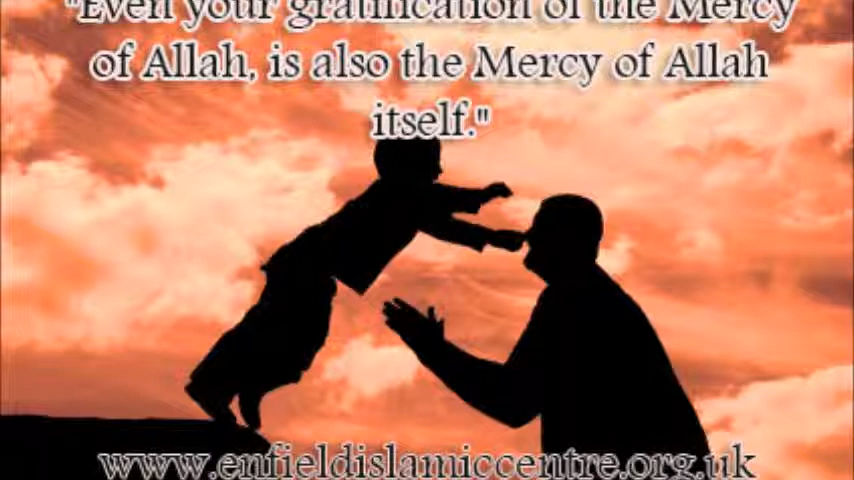 "Even your gratification of the Mercy
of Allah, is also the Mercy of Allah
itself."
www.enfieldislamiccentre.org.uk